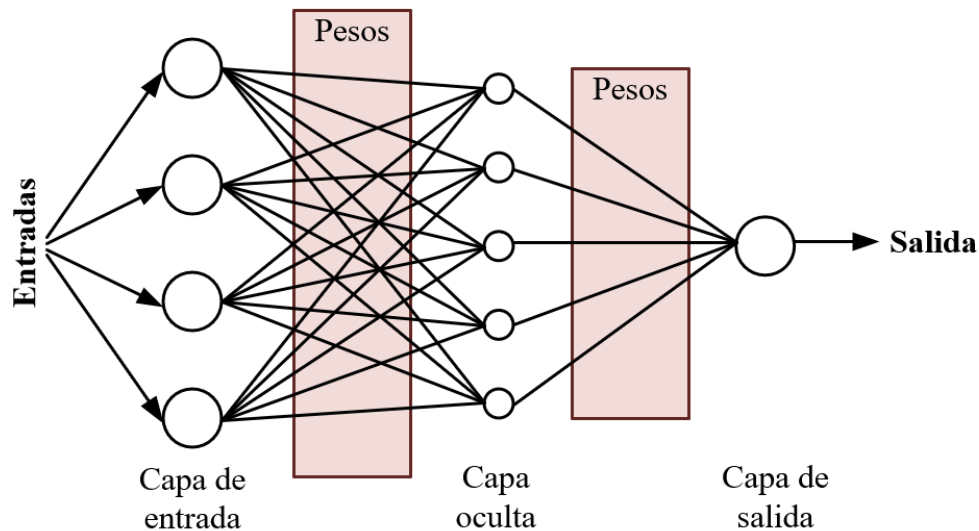 Pesos
Pesos
Entradas
Salida
Capa de
entrada
Capa
oculta
Capa de
salida